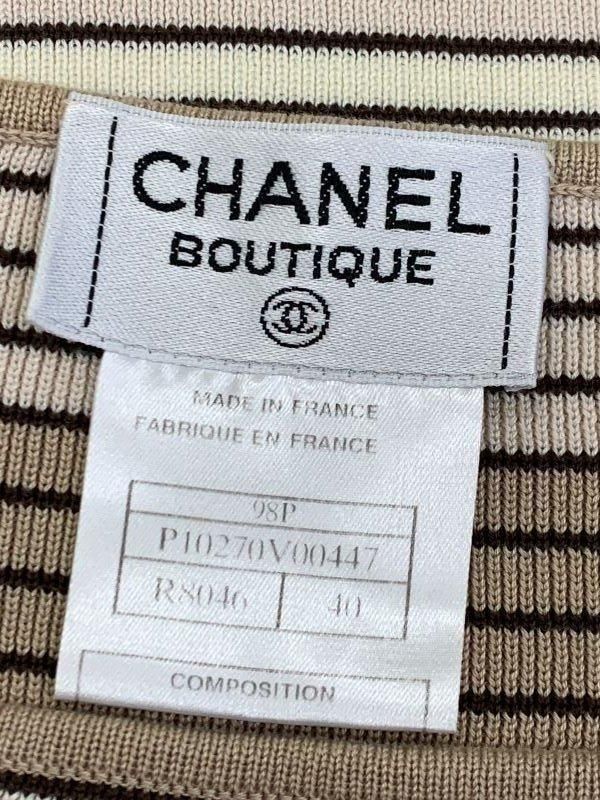 CHANEL
BOUTIQUE
MADE IN FRANCE
FABRIQUE EN FRANCE
98P
P10270V00447
R8046 40
COMPOSITION